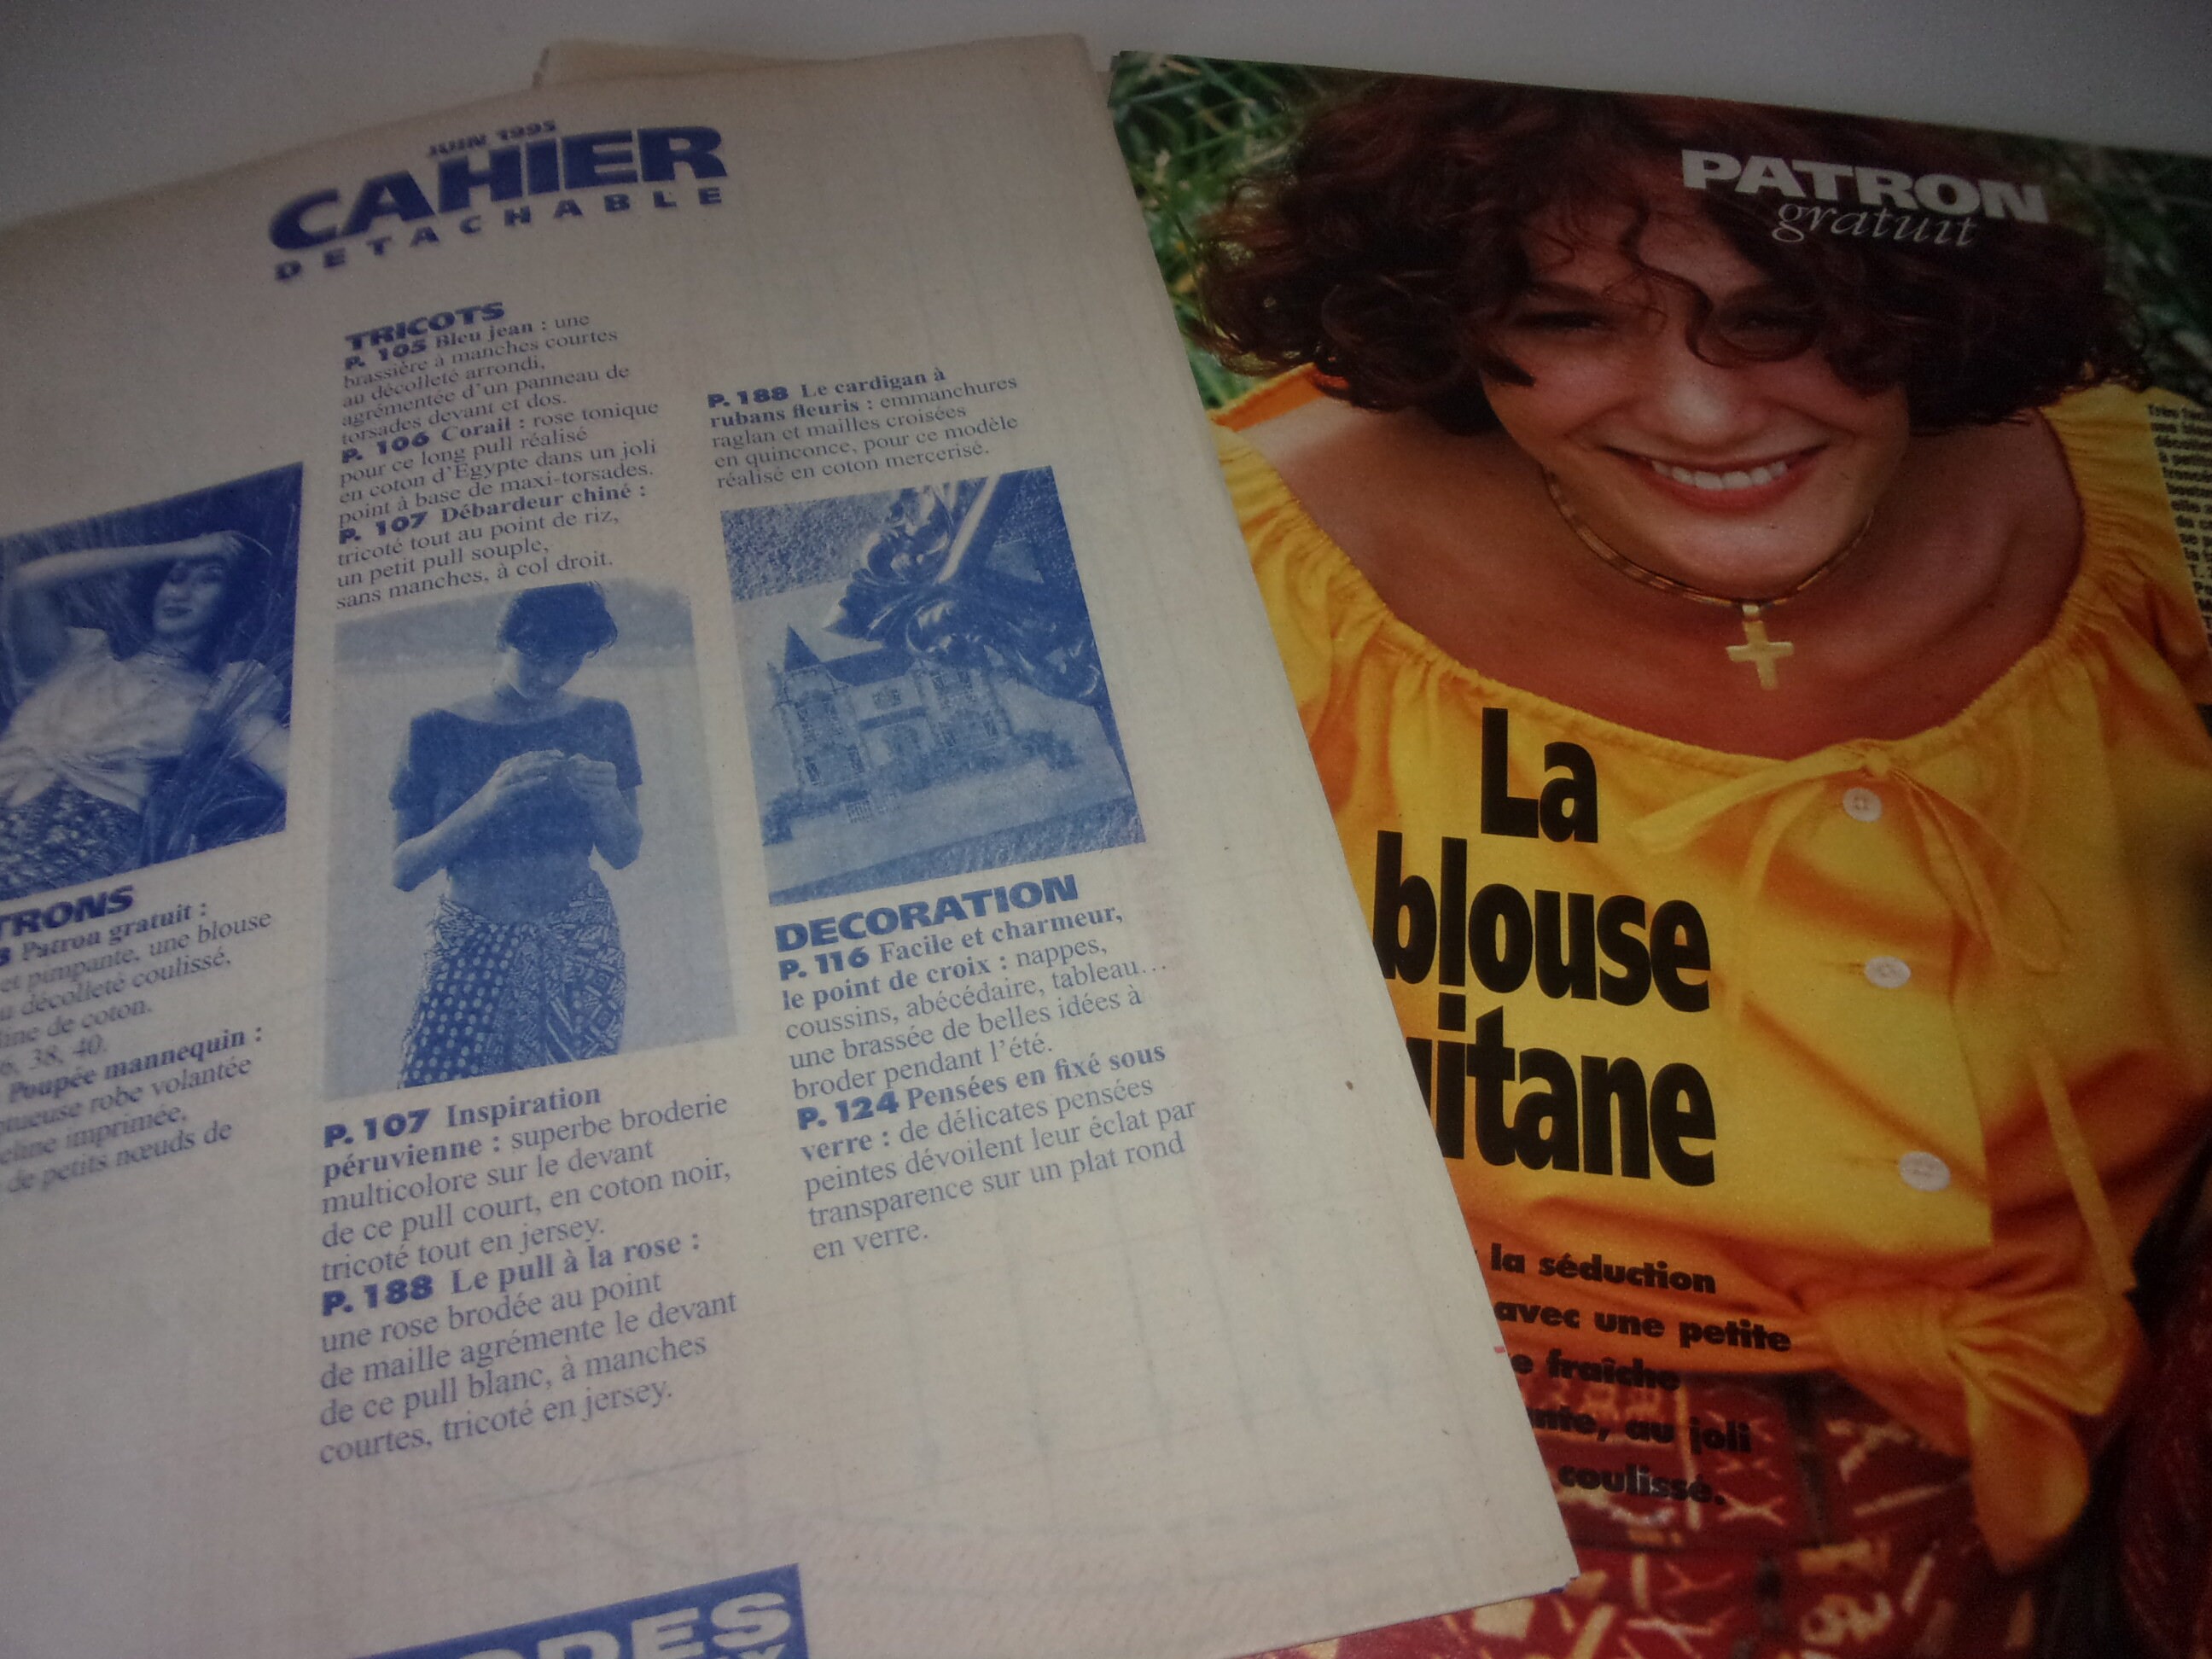 JUIN 1995
CAHIER
DETACHABLE
TRONS
Patron gratuit :
et pimpante, une blouse
décolleté coulissé,
de coton.
38, 40.
Poupée mannequin :
robe volantée
imprimée,
de petits nœuds de
TRICOTS
P. 105 Bleu jean : une
brassière à manches courtes
au décolleté arrondi,
agrémentée d'un panneau de
torsades devant et dos.
P. 106 Corail : rose tonique
pour ce long pull réalisé
en coton d'Egypte dans un joli
point à base de maxi-torsades.
P. 107 Débardeur chiné :
tricoté tout au point de riz,
un petit pull souple,
sans manches, à col droit.
P. 107 Inspiration
péruvienne : superbe broderie
multicolore sur le devant
de ce pull court, en coton noir,
tricoté tout en jersey.
P. 188 Le pull à la rose :
une rose brodée au point
de maille agrémente le devant
de ce pull blanc, à manches
courtes, tricoté en jersey.
P. 188 Le cardigan à
rubans fleuris : emmanchures
raglan et mailles croisées
en quinconce, pour ce modèle
réalisé en coton mercerisé.
DECORATION
P. 116 Facile et charmeur,
le point de croix : nappes,
coussins, abécédaire, tableau...
une brassée de belles idées à
broder pendant l'été.
P. 124 Pensées en fixé sous
verre : de délicates pensées
peintes dévoilent leur éclat par
transparence sur un plat rond
en verre.
DES
PATRON
gratuit
La
blouse
itane
la séduction
avec une petite
fraîche
au joli
coulissé.